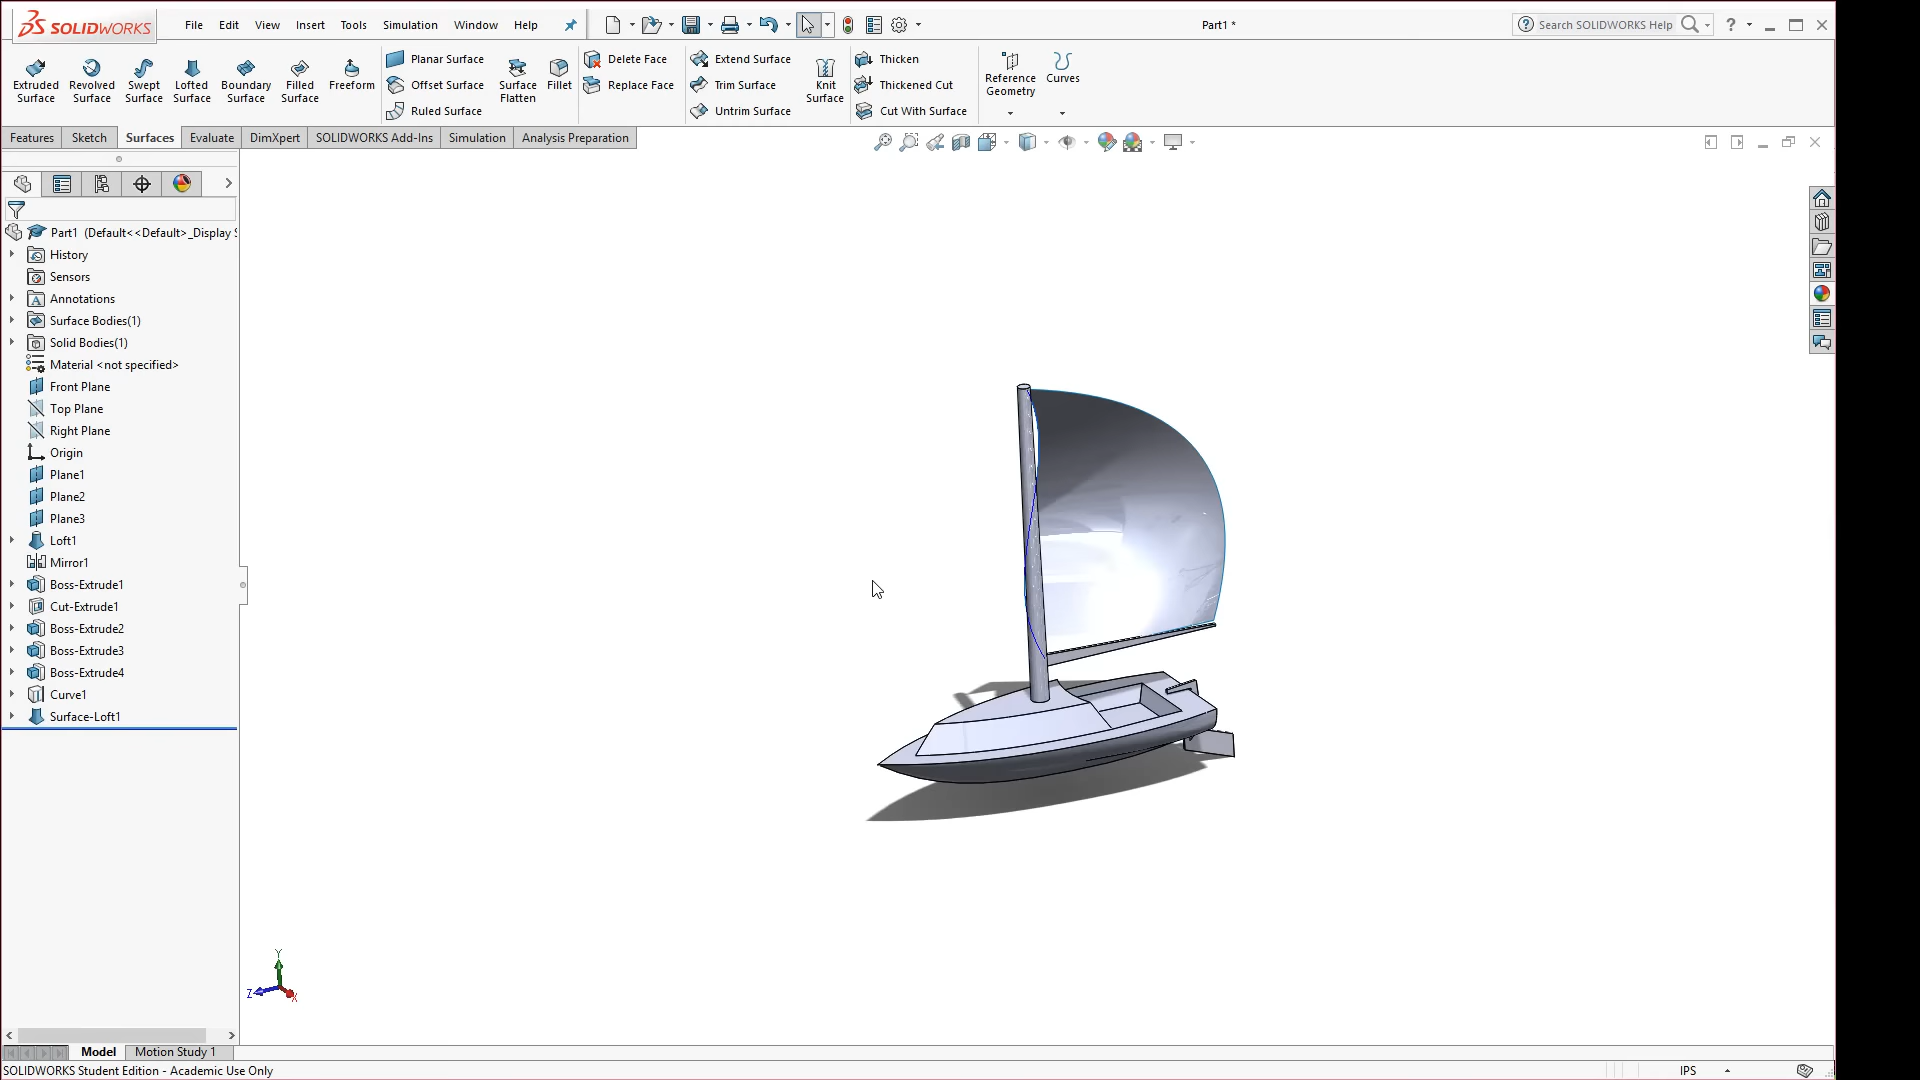 SOLIDWORKS File Edit View Insert Tools Simulation Window Help Part1 * Search SOLIDWORKS Help ?
Extruded Surface
Revolved Surface
Swept Surface
Lofted Surface
Boundary Surface
Filled Surface
Freeform
Planar Surface
Offset Surface
Ruled Surface
Surface Flatten
Fillet
Delete Face
Replace Face
Extend Surface
Trim Surface
Untrim Surface
Knit Surface
Thicken
Thickened Cut
Cut With Surface
Reference Geometry
Curves
Features Sketch Surfaces Evaluate DimXpert SOLIDWORKS Add-Ins Simulation Analysis Preparation
Part1 (Default<<Default>_Display S
History
Sensors
Annotations
Surface Bodies(1)
Solid Bodies(1)
Material <not specified>
Front Plane
Top Plane
Right Plane
Origin
Plane1
Plane2
Plane3
Loft1
Mirror1
Boss-Extrude1
Cut-Extrude1
Boss-Extrude2
Boss-Extrude3
Boss-Extrude4
Curve1
Surface-Loft1
Y
Z X
Model Motion Study 1
SOLIDWORKS Student Edition - Academic Use Only IPS